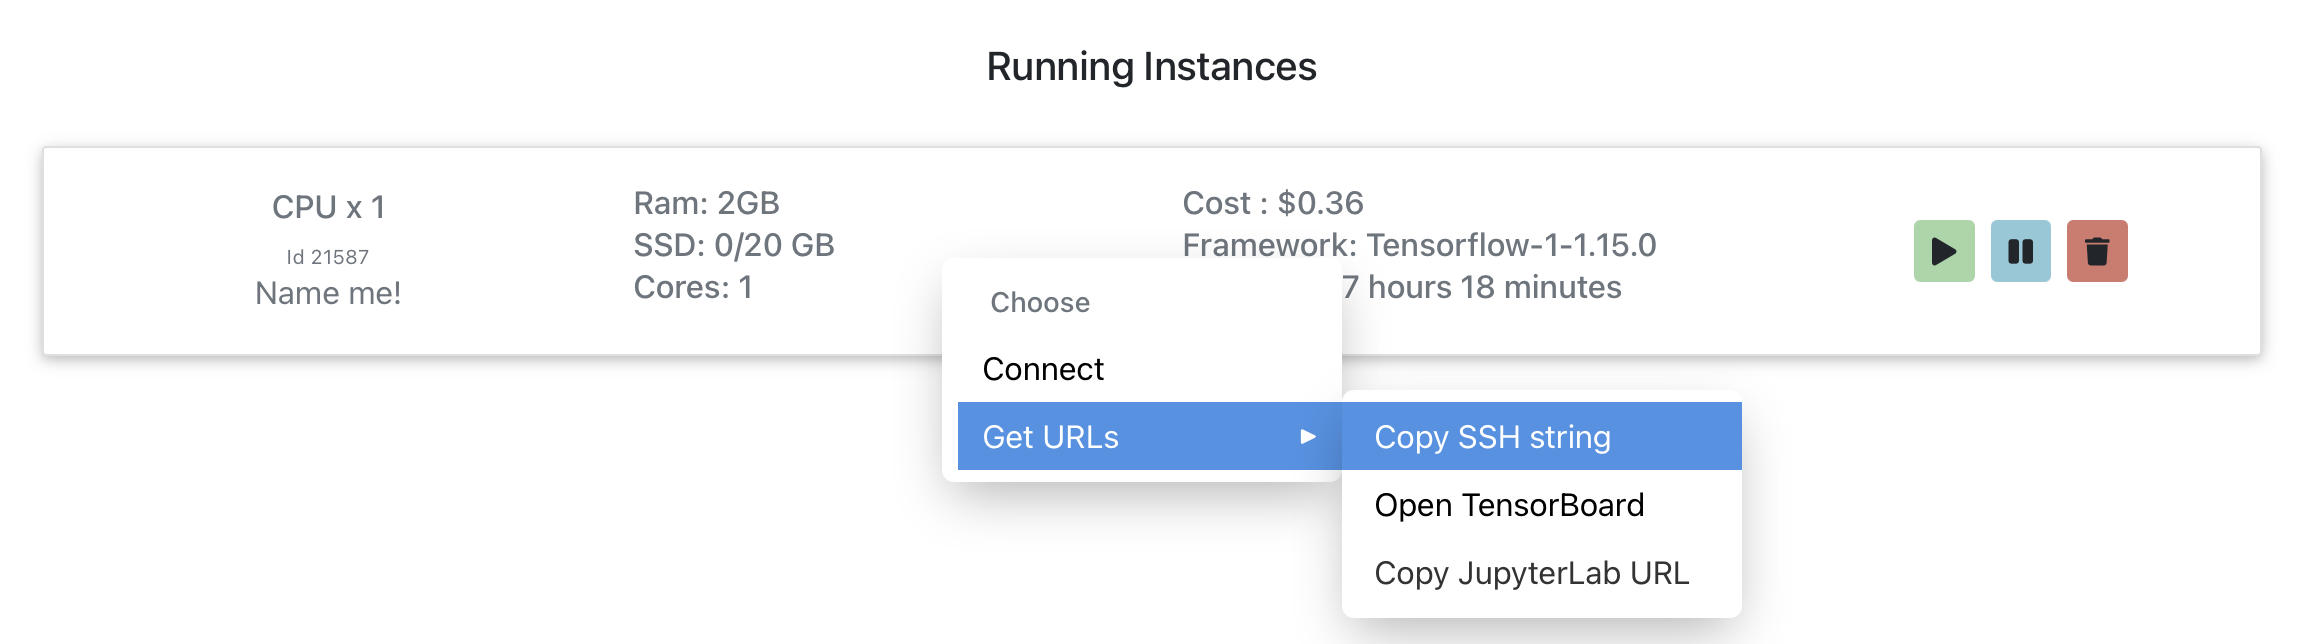 Running Instances
CPU x 1
Id 21587
Name me!
Ram: 2GB
SSD: 0/20 GB
Cores: 1
Cost : $0.36
Framework: Tensorflow-1-1.15.0
7 hours 18 minutes
Choose
Connect
Get URLs
Copy SSH string
Open TensorBoard
Copy JupyterLab URL